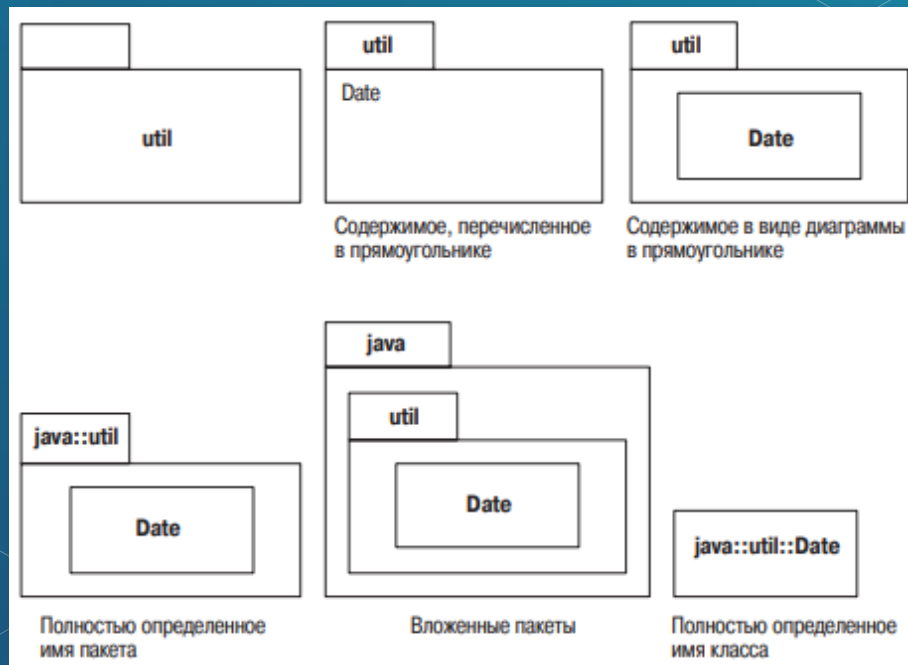 util
util
Date
util
Date
Содержимое, перечисленное
в прямоугольнике
Содержимое в виде диаграммы
в прямоугольнике
java::util
Date
Полностью определенное
имя пакета
java
util
Date
Вложенные пакеты
java::util::Date
Полностью определенное
имя класса